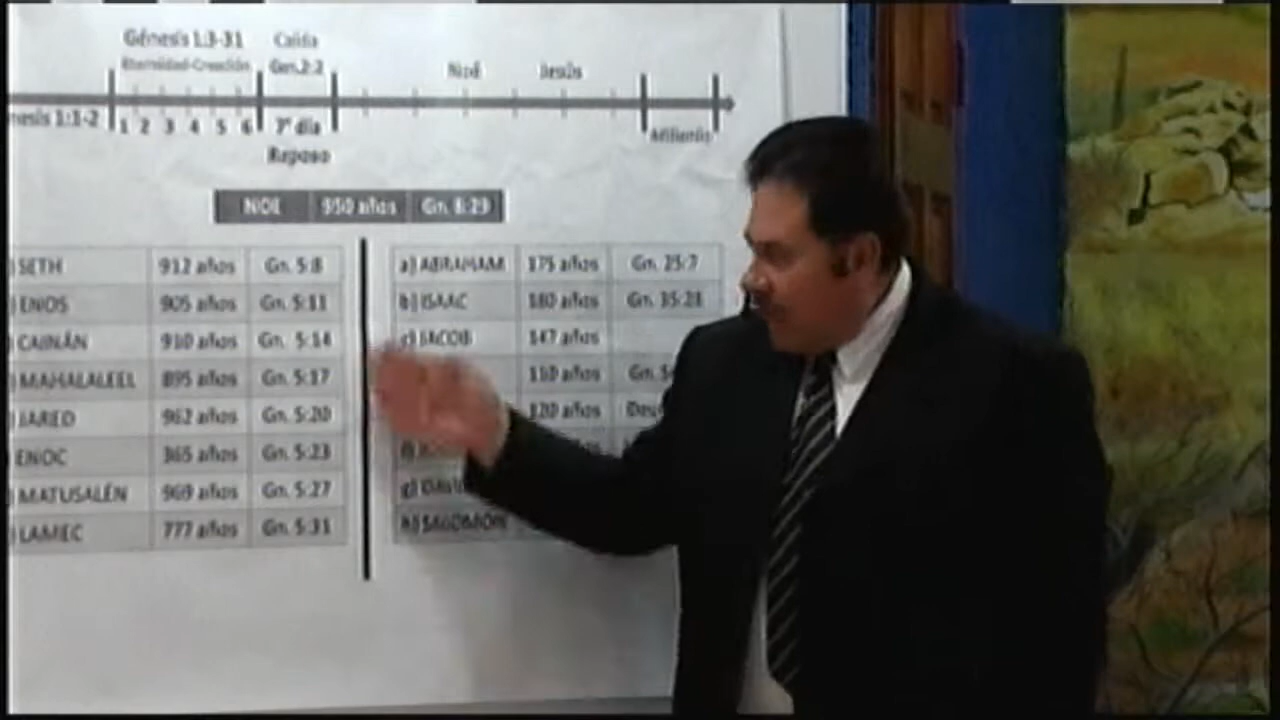 Génesis 1:3-31 Caída
Eternidad-Creación Gen. 2:2
Noé Jesús
nesis 1:1-2 1 2 3 4 5 6 7º día Milenio
Reposo
NOE 950 años Gn.
SETH 912 años Gn. 5:8 a) ABRAHAM 175 años Gn. 25:7
ENOS 905 años Gn. 5:11 b) ISAAC 180 años Gn. 35:28
CAINÁN 910 años Gn. 5:14 c) JACOB 147 años
MAHALALEEL 895 años Gn. 5:17 110 años Gn.
JARED 962 años Gn. 5:20 120 años
ENOC 365 años Gn. 5:23
MATUSALÉN 969 años Gn. 5:27 g)
LAMEC 777 años Gn. 5:31 h) SALOMÓN